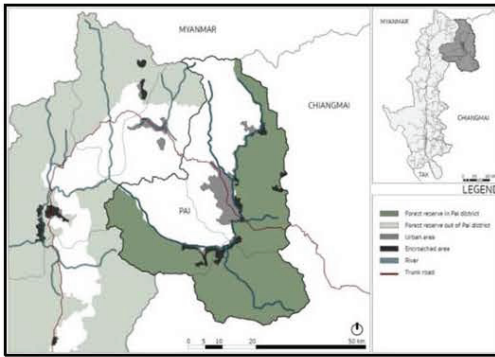 MYANMAR
CHIANGMAI
PAI
0 5 10 20 50 km
MYANMAR
CHIANGMAI
TAK
LEGEND
Forest reserve in Pai district
Forest reserve out of Pai district
Urban area
Encroached area
River
Trunk road